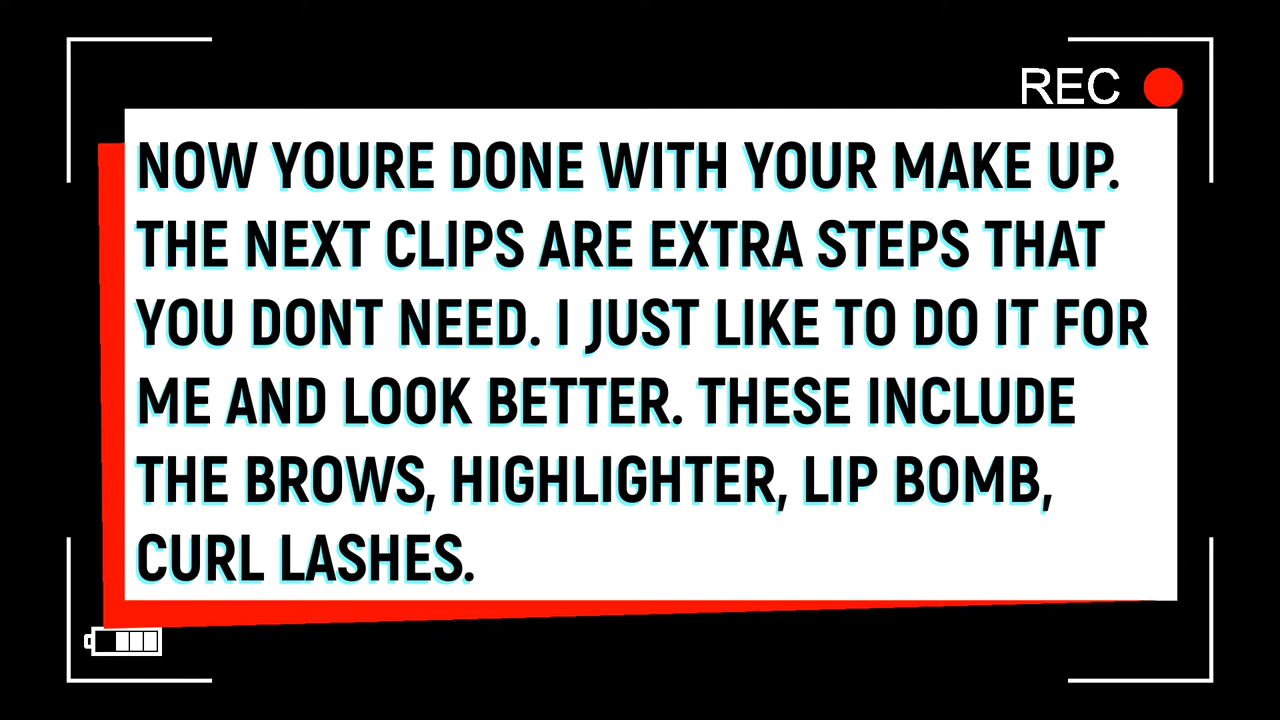 REC
NOW YOURE DONE WITH YOUR MAKE UP.
THE NEXT CLIPS ARE EXTRA STEPS THAT
YOU DONT NEED. I JUST LIKE TO DO IT FOR
ME AND LOOK BETTER. THESE INCLUDE
THE BROWS, HIGHLIGHTER, LIP BOMB,
CURL LASHES.